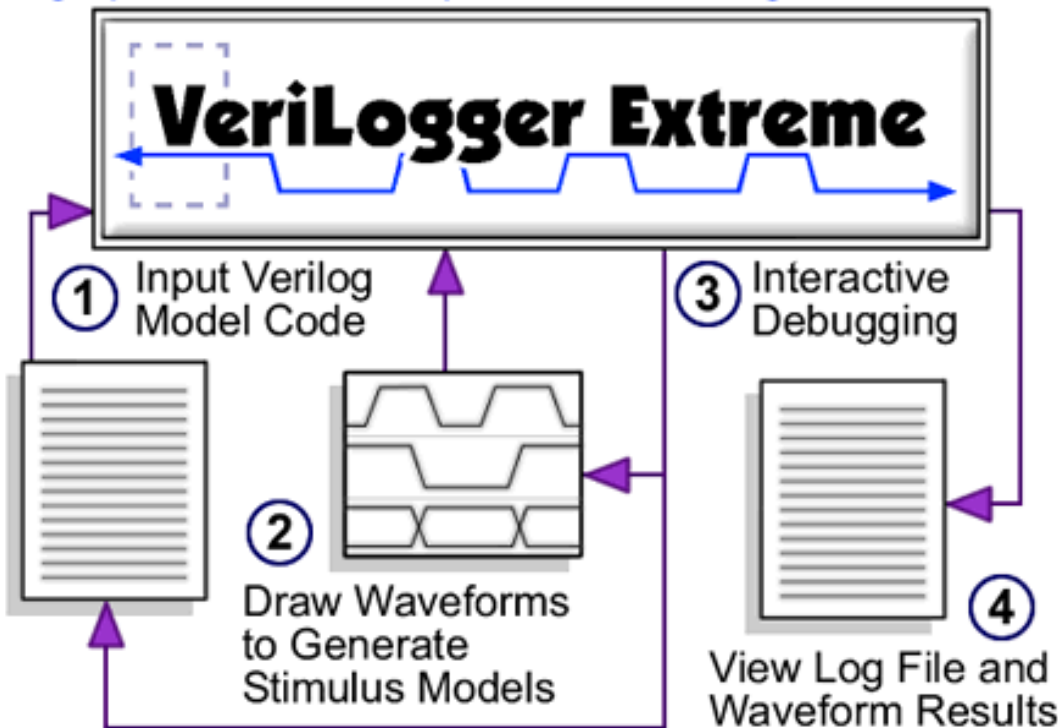 VeriLogger Extreme
1 Input Verilog
Model Code
3 Interactive
Debugging
2
Draw Waveforms
to Generate
Stimulus Models
4
View Log File and
Waveform Results